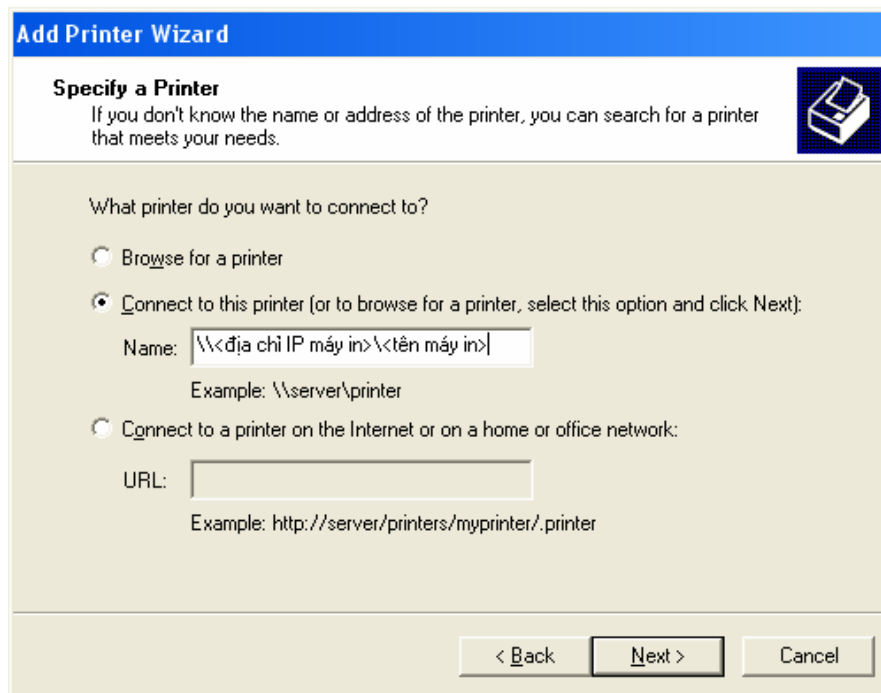 Add Printer Wizard
Specify a Printer
If you don't know the name or address of the printer, you can search for a printer
that meets your needs.
What printer do you want to connect to?
Browse for a printer
Connect to this printer (or to browse for a printer, select this option and click Next):
Name: \\<địa chỉ IP máy in>\<tên máy in>
Example: \\server\printer
Connect to a printer on the Internet or on a home or office network:
URL:
Example: http://server/printers/myprinter/.printer
< Back Next > Cancel